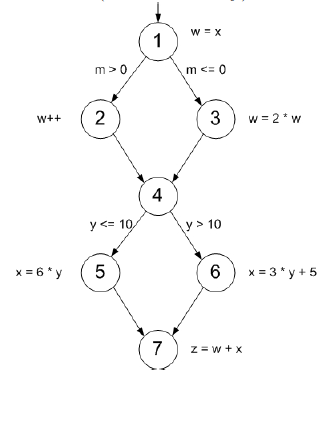 1
w = x
m > 0
m <= 0
w++
2
3
w = 2 * w
4
y <= 10
y > 10
x = 6 * y
5
6
x = 3 * y + 5
7
z = w + x